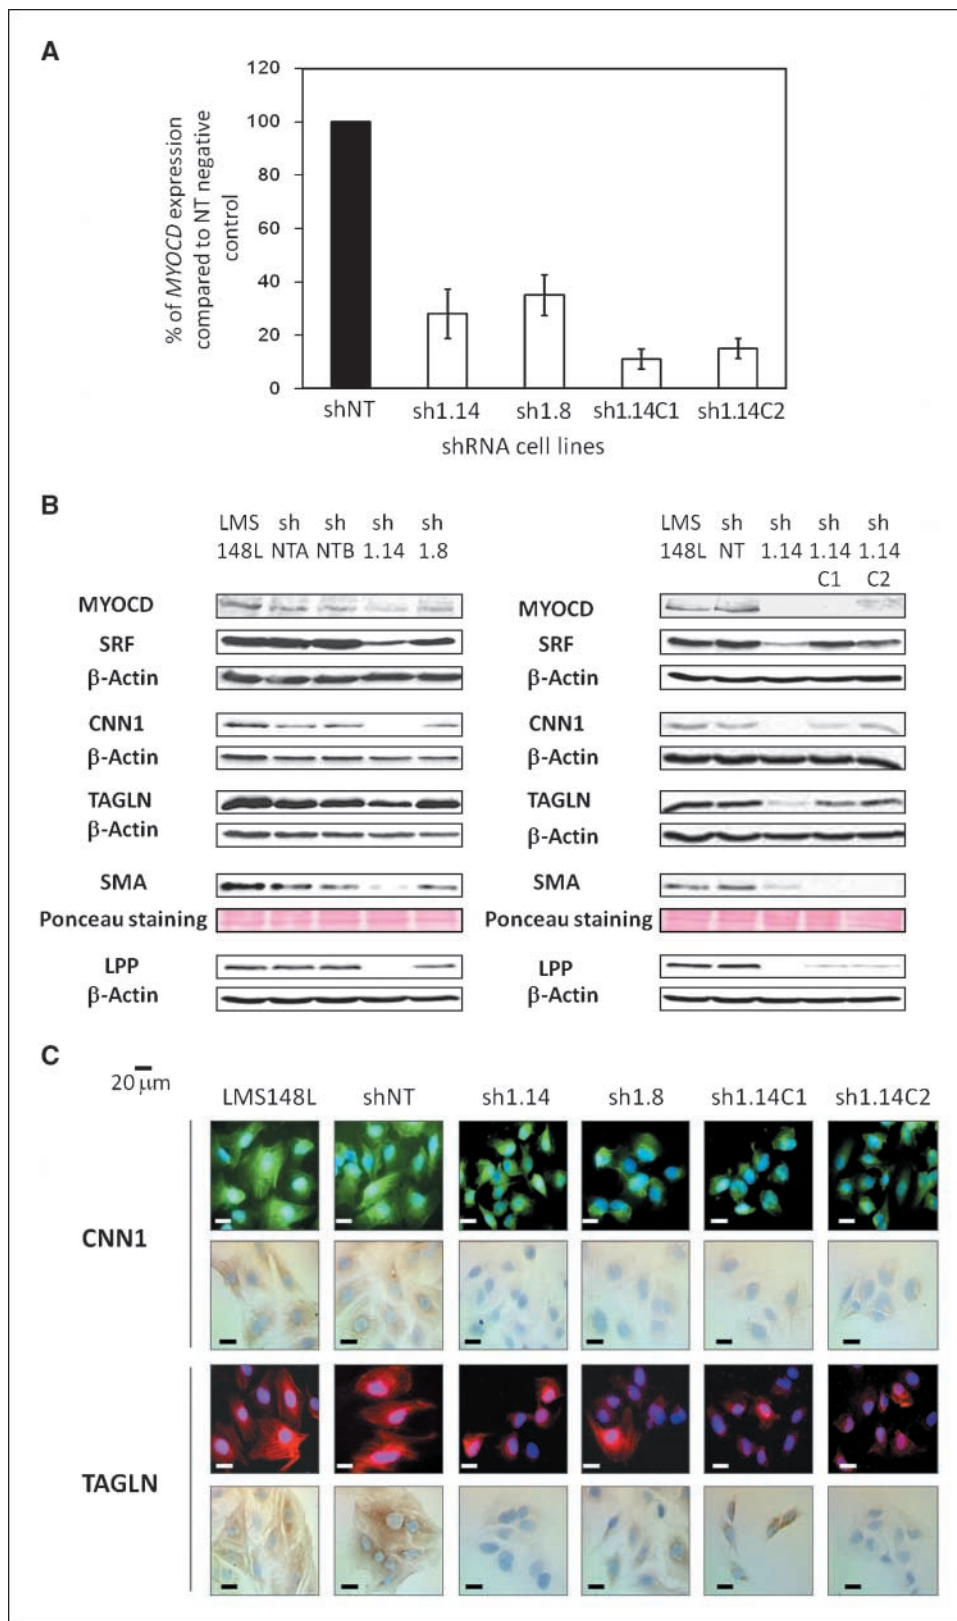 A
120
100
80
60
40
20
0
% of MYOCD expression
compared to NT negative
control
shNT sh1.14 sh1.8 sh1.14C1 sh1.14C2
shRNA cell lines
B
LMS sh sh sh sh
148L NTA NTB 1.14 1.8
MYOCD
SRF
β-Actin
CNN1
β-Actin
TAGLN
β-Actin
SMA
Ponceau staining
LPP
β-Actin
LMS sh sh sh sh
148L NT 1.14 1.14 1.14
C1 C2
MYOCD
SRF
β-Actin
CNN1
β-Actin
TAGLN
β-Actin
SMA
Ponceau staining
LPP
β-Actin
C
20 μm
LMS148L shNT sh1.14 sh1.8 sh1.14C1 sh1.14C2
CNN1
TAGLN